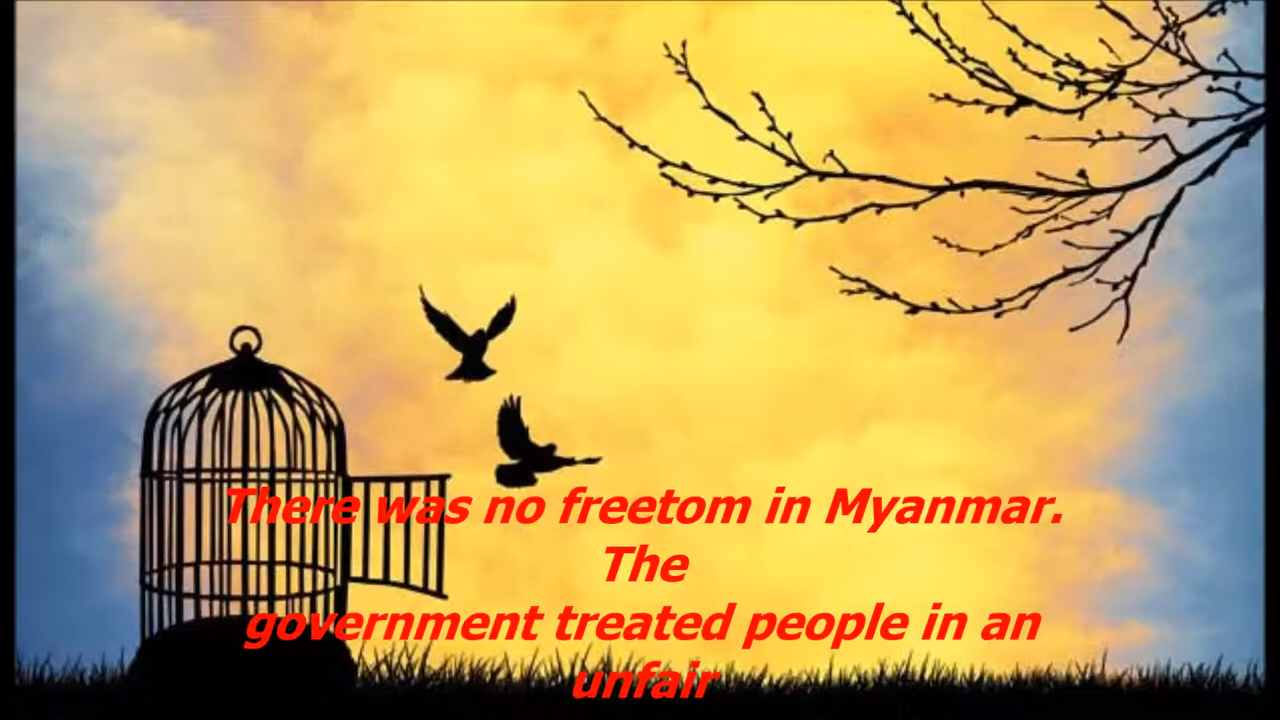 There was no freetom in Myanmar.
The
government treated people in an
unfair